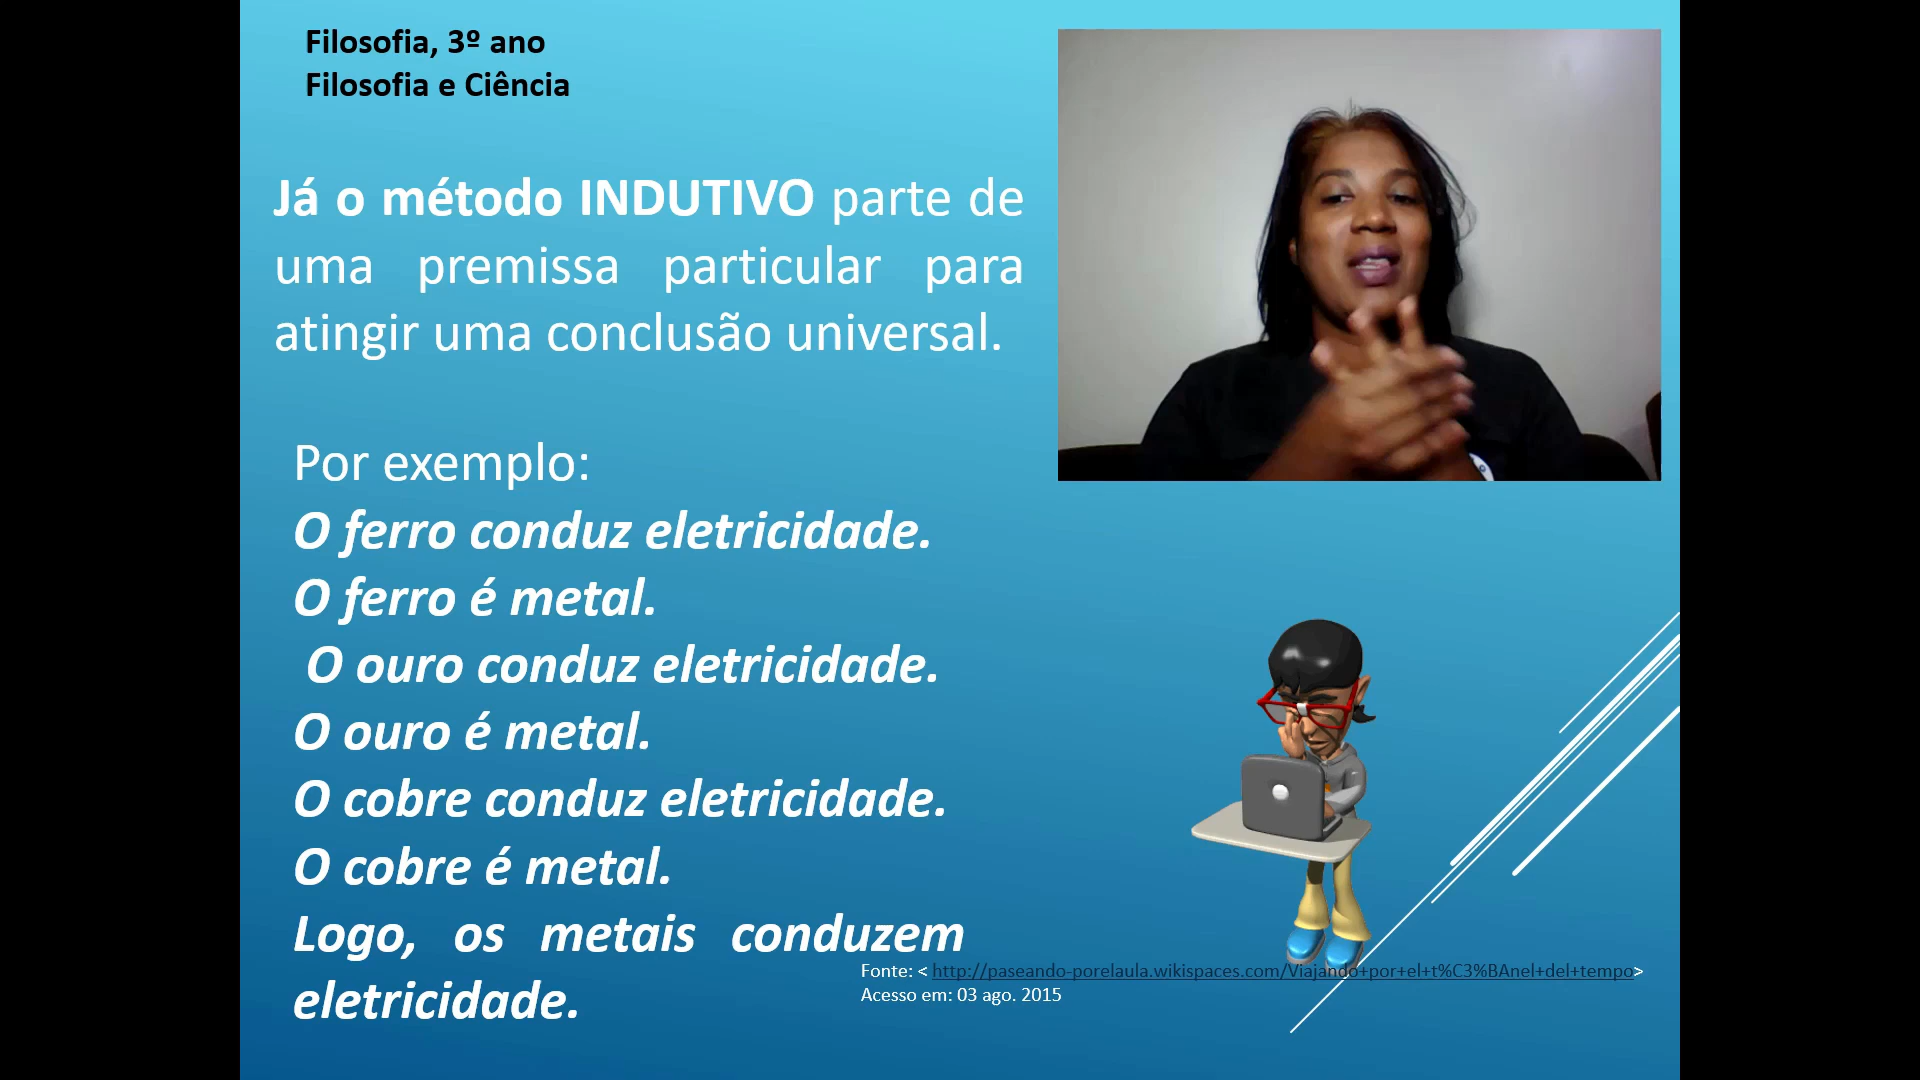 Filosofia, 3º ano
Filosofia e Ciência
Já o método INDUTIVO parte de
uma premissa particular para
atingir uma conclusão universal.
Por exemplo:
O ferro conduz eletricidade.
O ferro é metal.
O ouro conduz eletricidade.
O ouro é metal.
O cobre conduz eletricidade.
O cobre é metal.
Logo, os metais conduzem
eletricidade.
Fonte: < http://paseando-porelaula.wikispaces.com/Viajando+por+el+t%C3%BAnel+del+tempo>
Acesso em: 03 ago. 2015